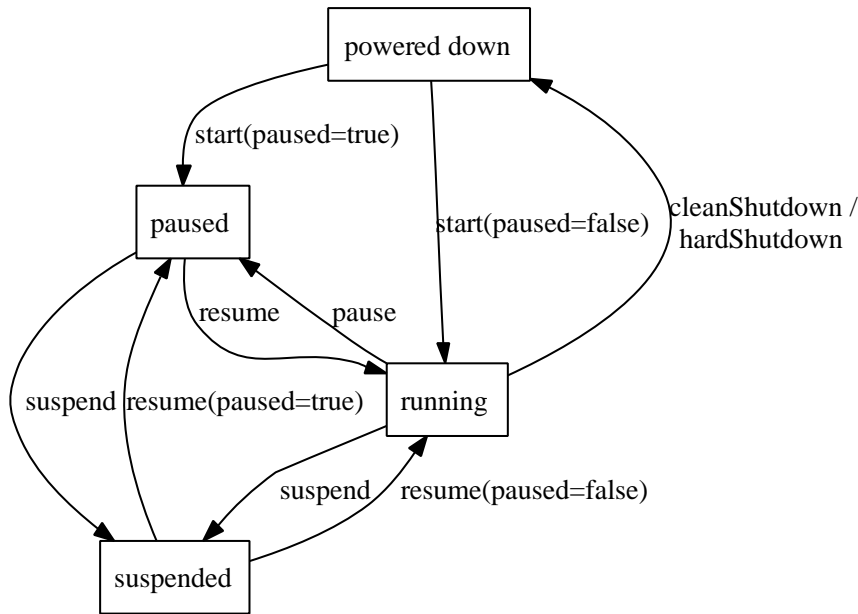 powered down
start(paused=true)
paused
start(paused=false)
cleanShutdown /
hardShutdown
resume
pause
suspend
resume(paused=true)
running
suspend
resume(paused=false)
suspended